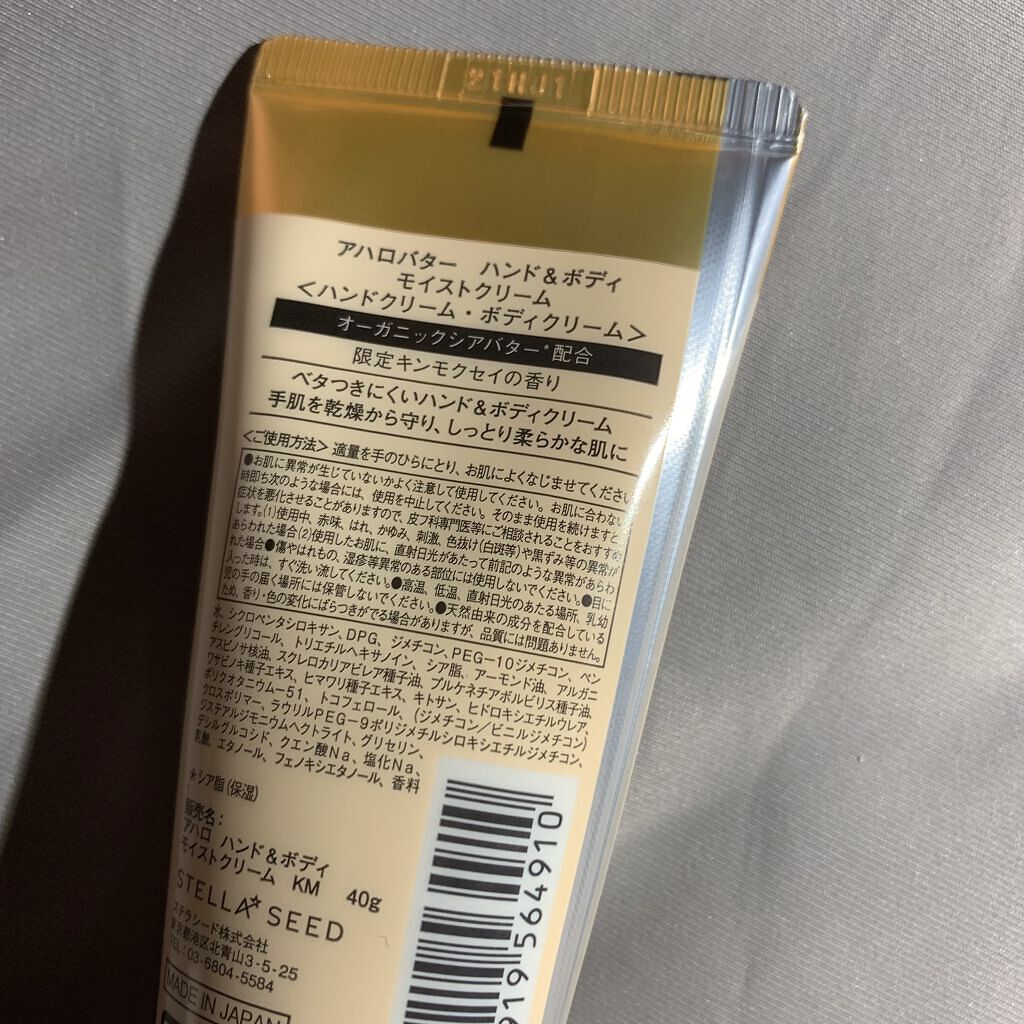 21HJ1
アハロバター ハンド＆ボディ
モイストクリーム
＜ハンドクリーム・ボディクリーム＞
オーガニックシアバター*配合
限定キンモクセイの香り
ベタつきにくいハンド＆ボディクリーム
手肌を乾燥から守り、しっとり柔らかな肌に
＜ご使用方法＞適量を手のひらにとり、お肌によくなじませてください
●お肌に異常が生じていないかよく注意して使用してください。お肌に合わない
時即ち次のような場合には、使用を中止してください。そのまま使用を続けますと
症状を悪化させることがありますので、皮フ科専門医等にご相談されることをおすすめ
します。(1)使用中、赤味、はれ、かゆみ、刺激、色抜け(白斑等)や黒ずみ等の異常が
あらわれた場合(2)使用したお肌に、直射日光があたって前記のような異常があらわ
れた場合●傷やはれもの、湿疹等異常のある部位には使用しないでください。●目に
入った時は、すぐ洗い流してください。●高温、低温、直射日光のあたる場所、乳幼
児の手の届く場所には保管しないでください。●天然由来の成分を配合している
ため、香り・色の変化にばらつきがでる場合がありますが、品質には問題ありません。
水、シクロペンタシロキサン、DPG、ジメチコン、PEG－10ジメチコン、ペン
チレングリコール、トリエチルヘキサノイン、シア脂、アーモンド油、アルガニ
アスピノサ核油、スクレロカリアビレア種子油、プルケネチアボルビリス種子油、
ワサビノキ種子エキス、ヒマワリ種子エキス、キトサン、ヒドロキシエチルウレア、
ポリクオタニウム－51、トコフェロール、(ジメチコン／ビニルジメチコン)
クロスポリマー、ラウリルPEG－9ポリジメチルシロキシエチルジメチコン、
ジステアルジモニウムヘクトライト、グリセリン、
デシルグルコシド、クエン酸Na、塩化Na、
乳酸、エタノール、フェノキシエタノール、香料
＊シア脂(保湿)
販売名：
アハロ ハンド＆ボディ
モイストクリーム KM 40g
STELLA SEED
ステラシード株式会社
東京都港区北青山3-5-25
TEL：03-6804-5584
MADE IN JAPAN
919 564910